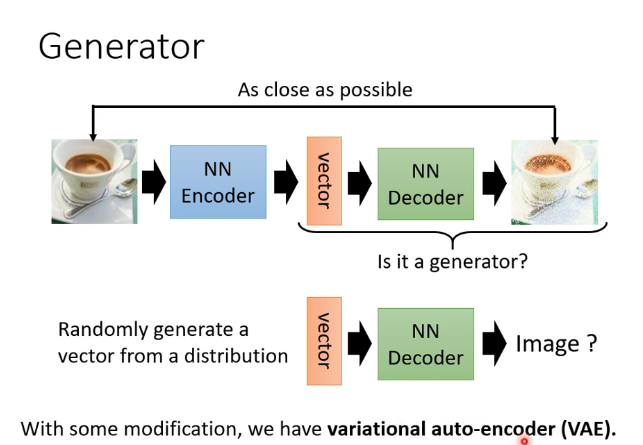 Generator
As close as possible
NN
Encoder
vector
NN
Decoder
Is it a generator?
Randomly generate a
vector from a distribution
vector
NN
Decoder
Image ?
With some modification, we have variational auto-encoder (VAE).